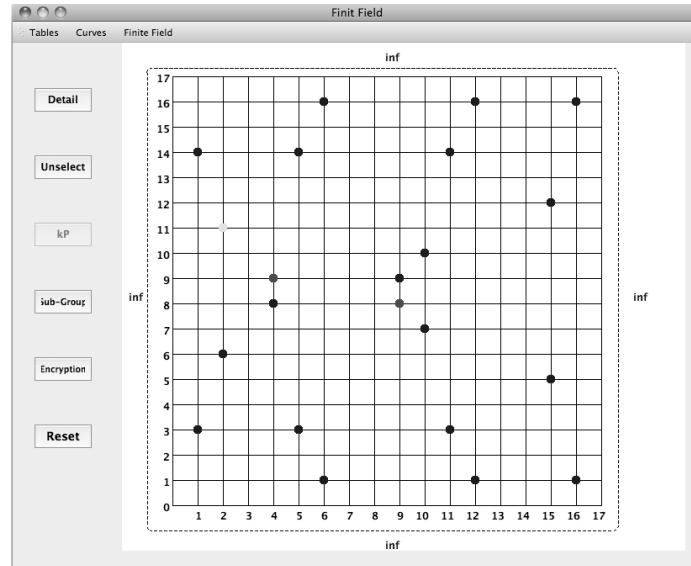 Finit Field
Tables Curves Finite Field
inf
17
16
Detail
15
14
13
Unselect
12
11
kP
10
9
inf
Sub-Group
8
inf
7
6
Encryption
5
4
3
Reset
2
1
0
1 2 3 4 5 6 7 8 9 10 11 12 13 14 15 16 17
inf